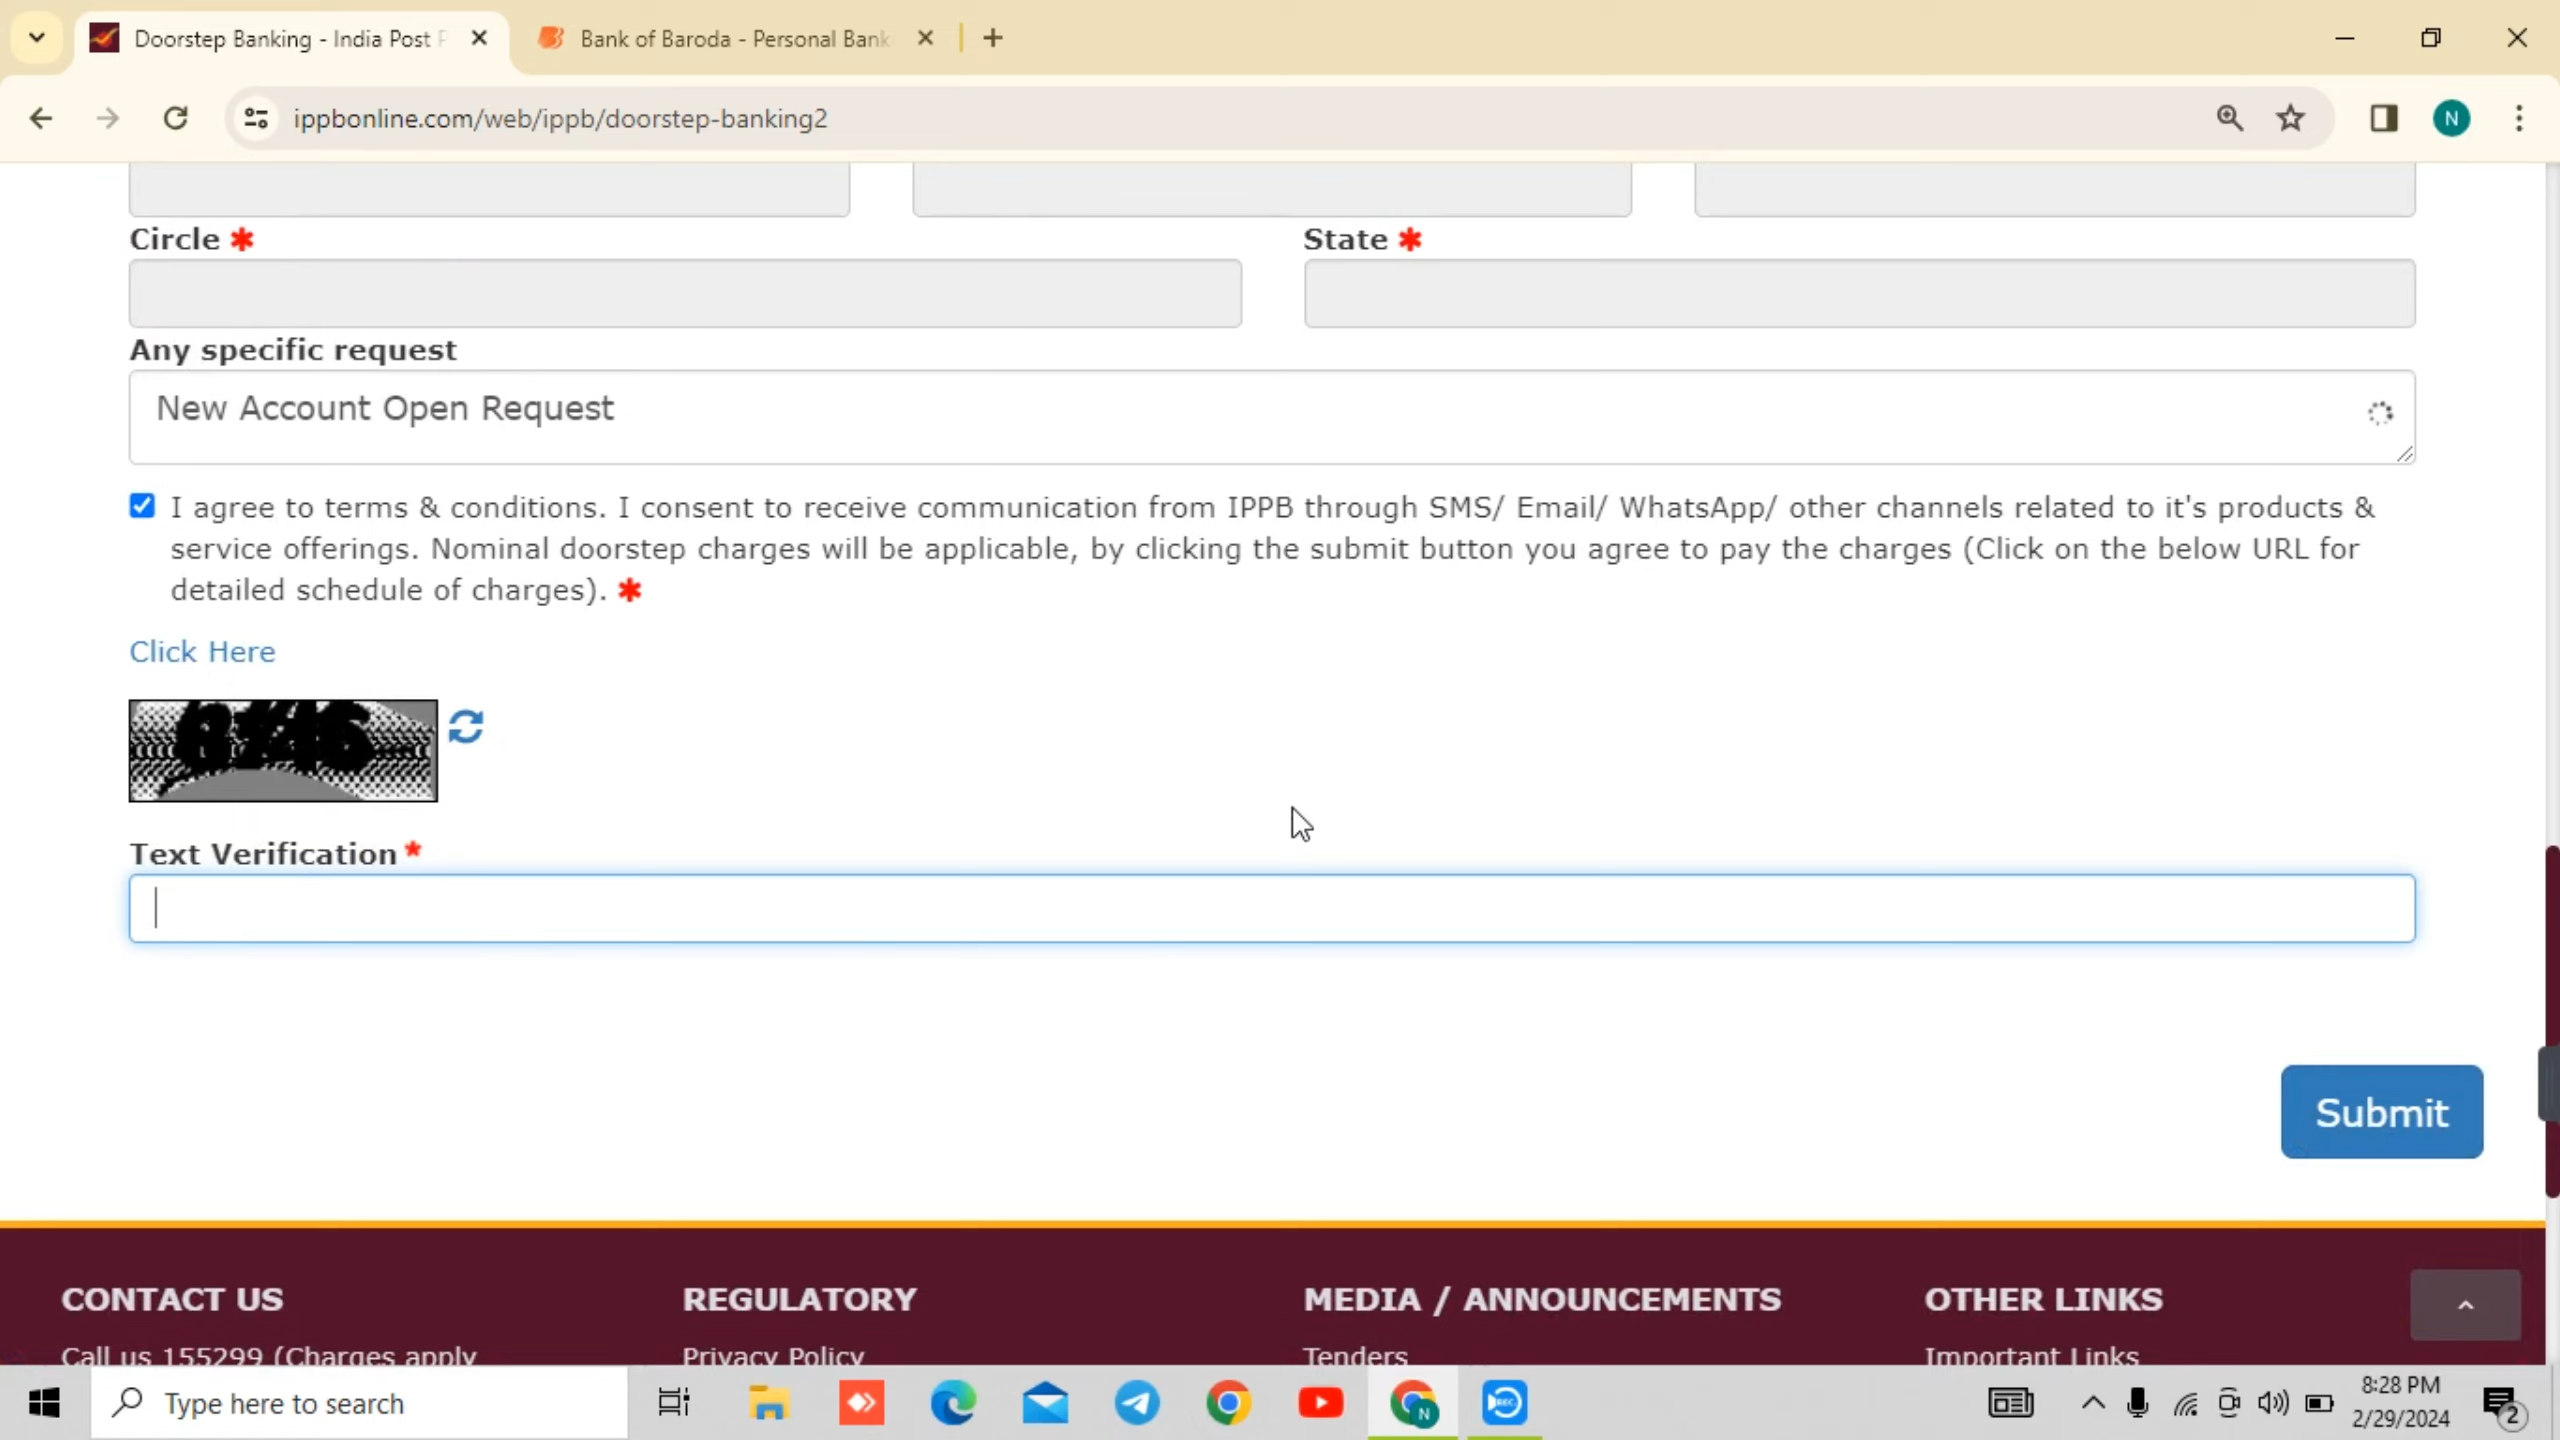 Doorstep Banking - India Post P
Bank of Baroda - Personal Bank
ippbonline.com/web/ippb/doorstep-banking2
N
Circle *
State *
Any specific request
New Account Open Request
I agree to terms & conditions. I consent to receive communication from IPPB through SMS/ Email/ WhatsApp/ other channels related to it's products &
service offerings. Nominal doorstep charges will be applicable, by clicking the submit button you agree to pay the charges (Click on the below URL for
detailed schedule of charges). *
Click Here
Text Verification *
Submit
CONTACT US
REGULATORY
MEDIA / ANNOUNCEMENTS
OTHER LINKS
Call us 155299 (Charges apply
Privacy Policy
Tenders
Important Links
Type here to search
N
REC
8:28 PM
2/29/2024
2